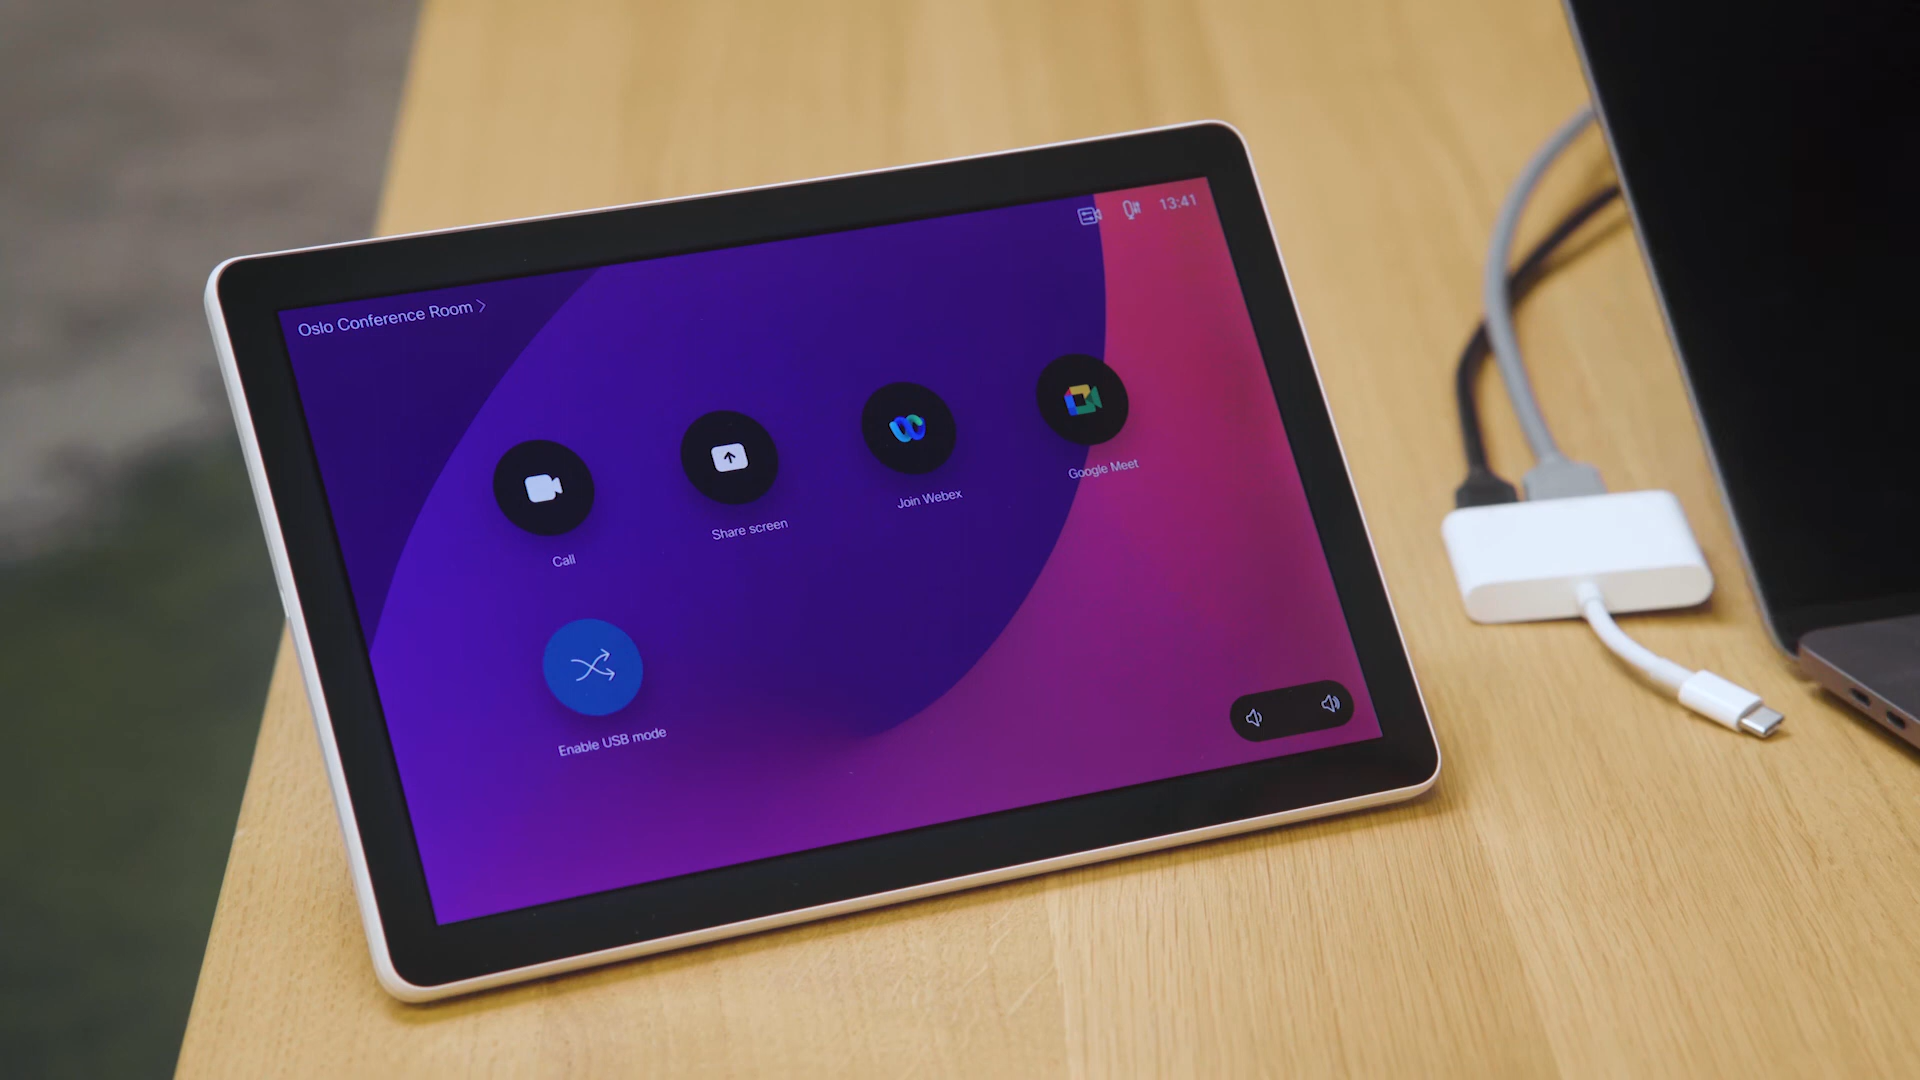 13:41
Oslo Conference Room
Call
Share screen
Join Webex
Google Meet
Enable USB mode